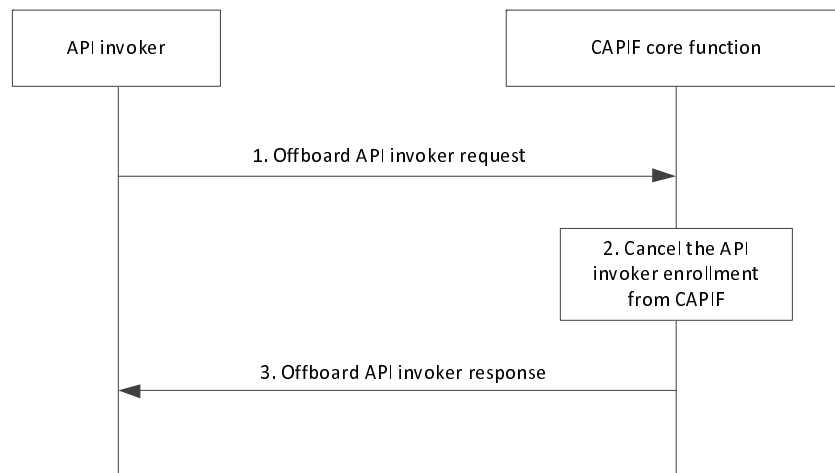 API invoker
CAPIF core function
1. Offboard API invoker request
2. Cancel the API
invoker enrollment
from CAPIF
3. Offboard API invoker response